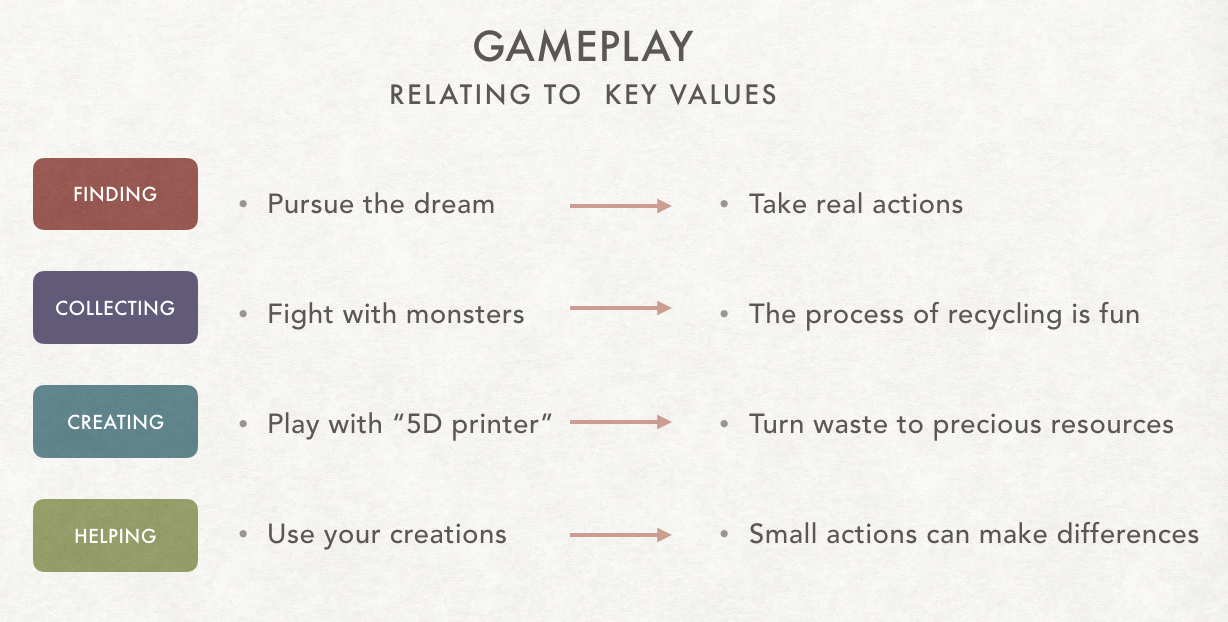 GAMEPLAY
RELATING TO KEY VALUES
FINDING
• Pursue the dream
• Take real actions
COLLECTING
• Fight with monsters
• The process of recycling is fun
CREATING
• Play with “5D printer”
• Turn waste to precious resources
HELPING
• Use your creations
• Small actions can make differences